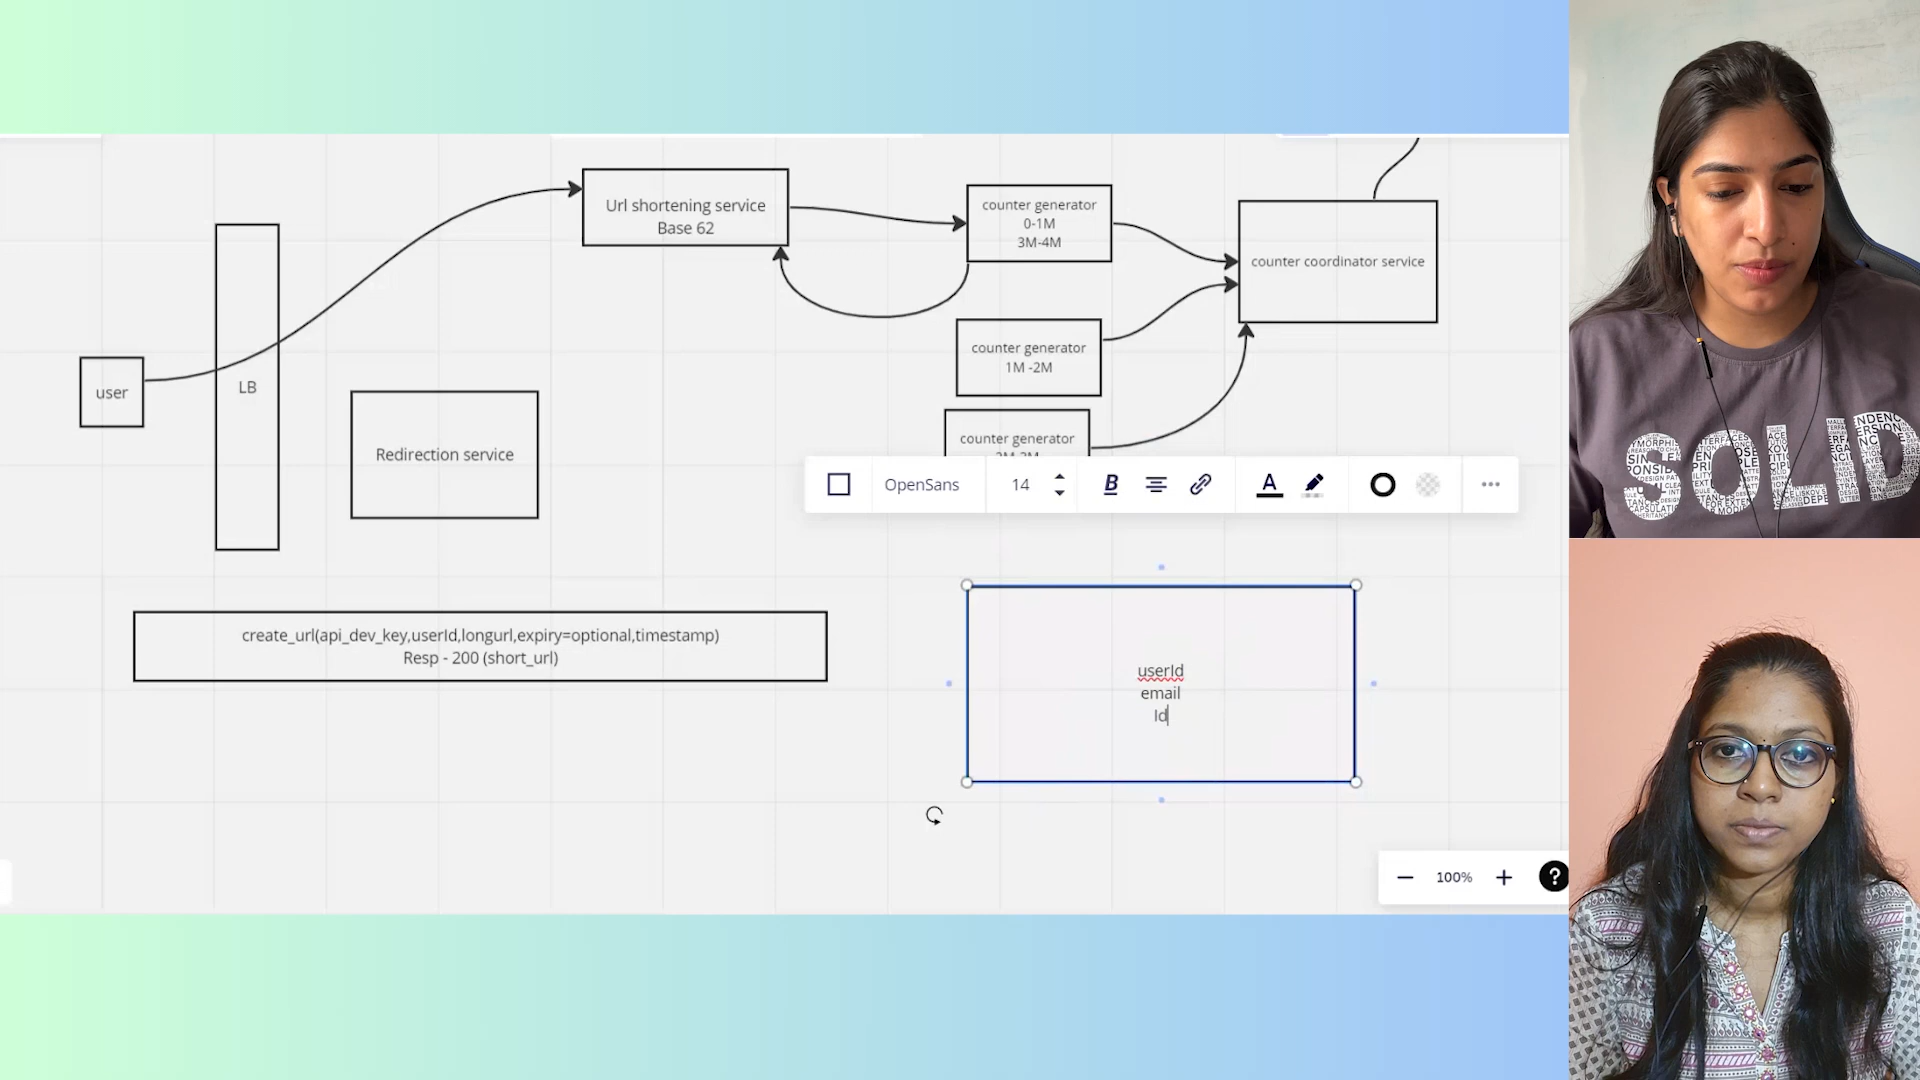 Url shortening service
Base 62
counter generator
0-1M
3M-4M
counter coordinator service
counter generator
1M -2M
counter generator
user
LB
Redirection service
OpenSans
14
B
A
create_url(api_dev_key,userId,longurl,expiry=optional,timestamp)
Resp - 200 (short_url)
userId
email
Id
100%
?
SOLID